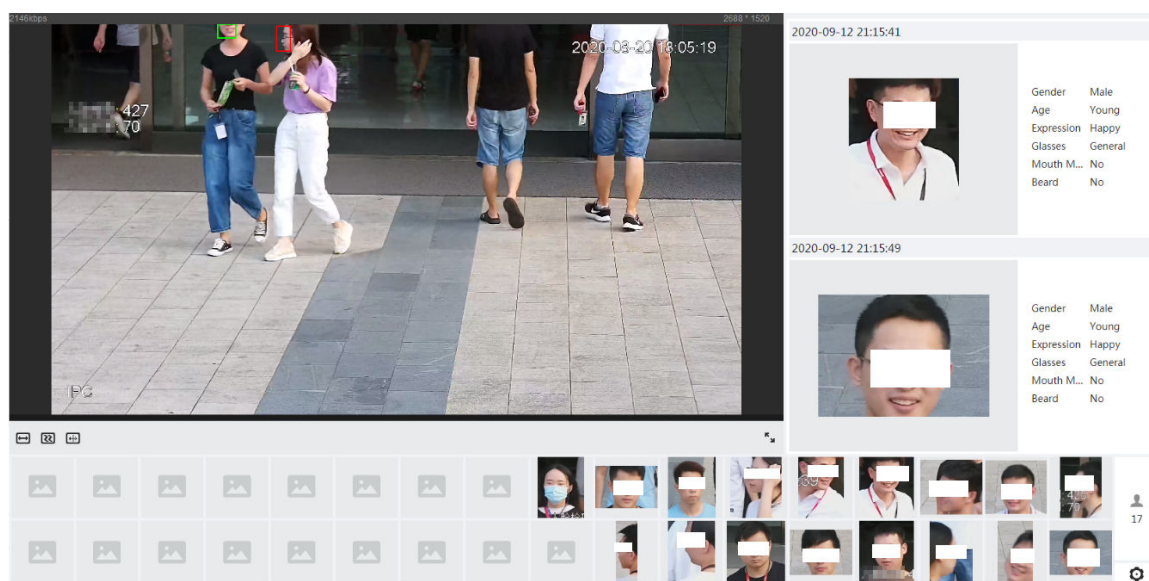 2146kbps
2688 * 1520
2020-08-20 18:05:19
427
70
IPC
2020-09-12 21:15:41
Gender Male
Age Young
Expression Happy
Glasses General
Mouth M... No
Beard No
2020-09-12 21:15:49
Gender Male
Age Young
Expression Happy
Glasses General
Mouth M... No
Beard No
17